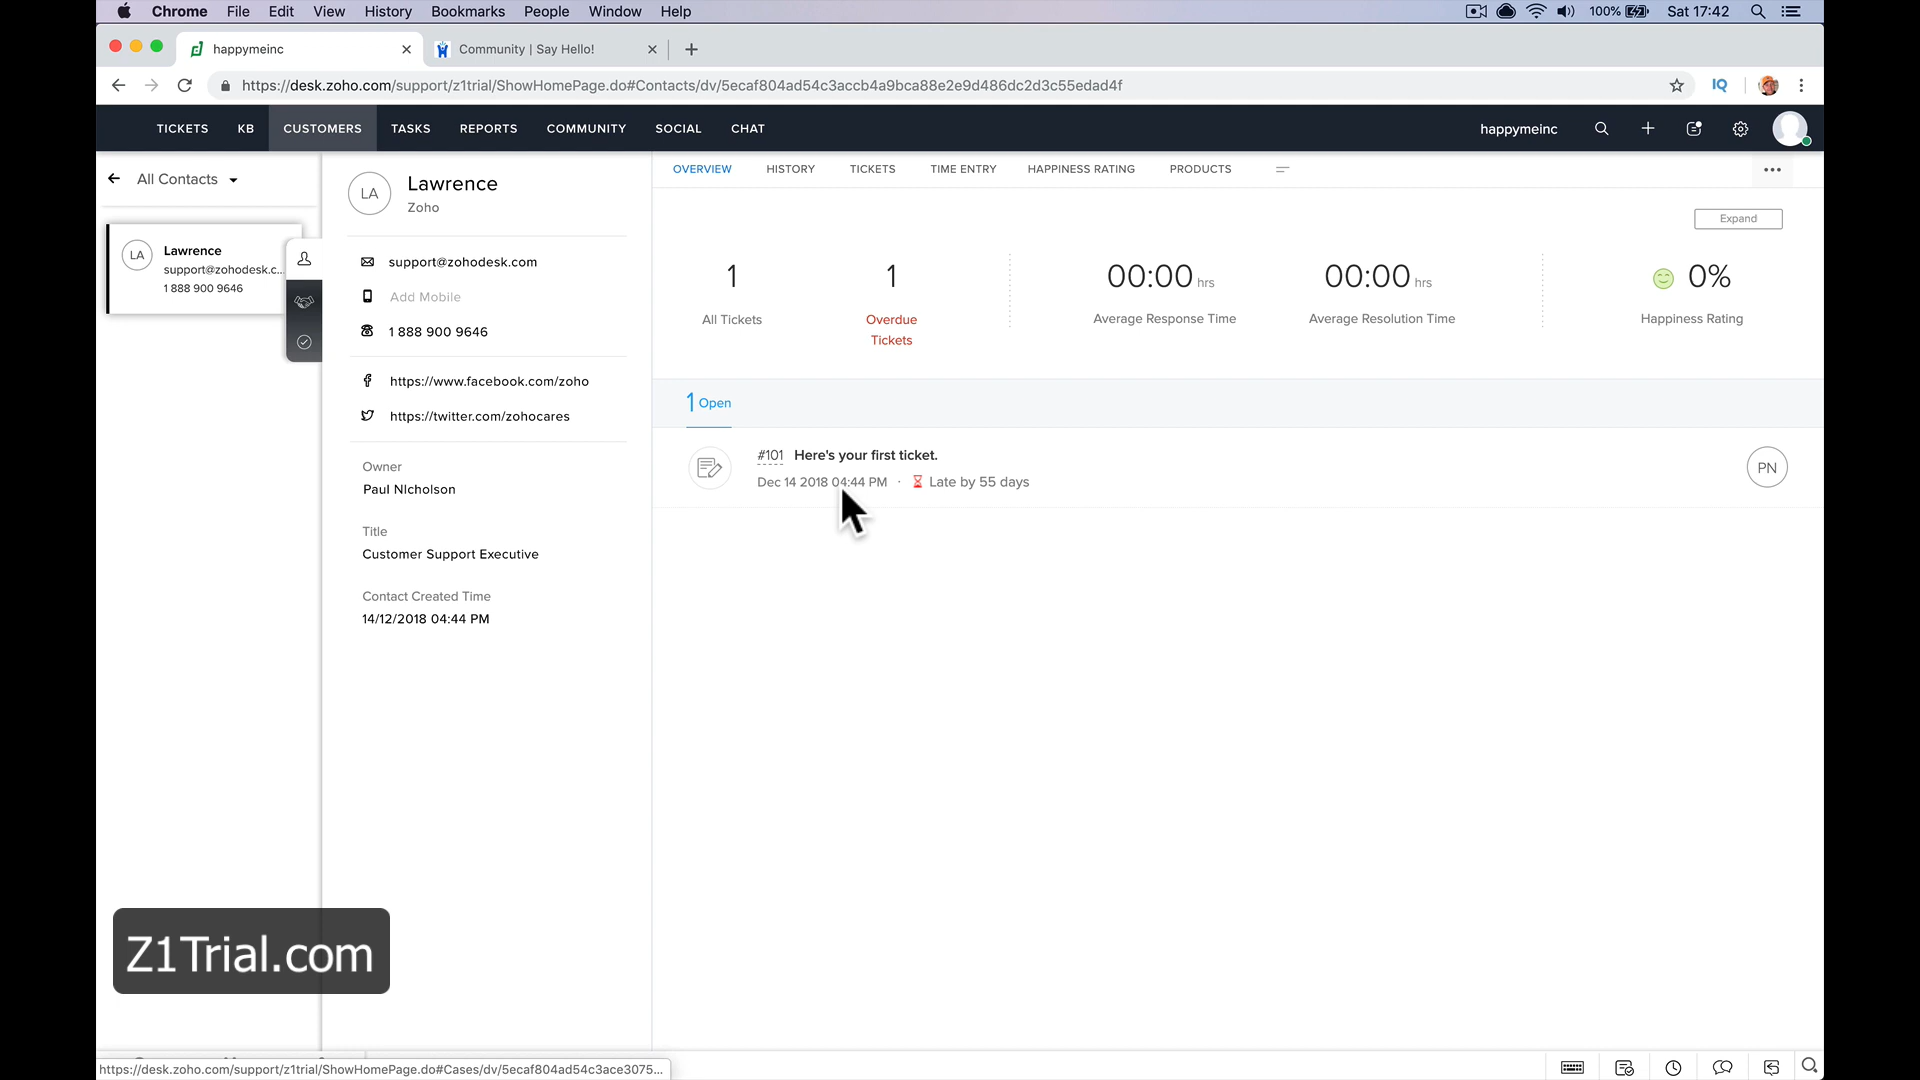 Chrome File Edit View History Bookmarks People Window Help 100% Sat 17:42
happymeinc Community | Say Hello!
https://desk.zoho.com/support/z1trial/ShowHomePage.do#Contacts/dv/5ecaf804ad54c3accb4a9bca88e2e9d486dc2d3c55edad4f IQ
TICKETS KB CUSTOMERS TASKS REPORTS COMMUNITY SOCIAL CHAT happymeinc
All Contacts
LA
Lawrence
support@zohodesk.c...
1 888 900 9646
LA
Lawrence
Zoho
support@zohodesk.com
Add Mobile
1 888 900 9646
https://www.facebook.com/zoho
https://twitter.com/zohocares
Owner
Paul NIcholson
Title
Customer Support Executive
Contact Created Time
14/12/2018 04:44 PM
OVERVIEW HISTORY TICKETS TIME ENTRY HAPPINESS RATING PRODUCTS
Expand
1
All Tickets
1
Overdue
Tickets
00:00 hrs
Average Response Time
00:00 hrs
Average Resolution Time
0%
Happiness Rating
1 Open
#101 Here's your first ticket.
Dec 14 2018 04:44 PM · Late by 55 days
PN
Z1Trial.com
https://desk.zoho.com/support/z1trial/ShowHomePage.do#Cases/dv/5ecaf804ad54c3ace3075...